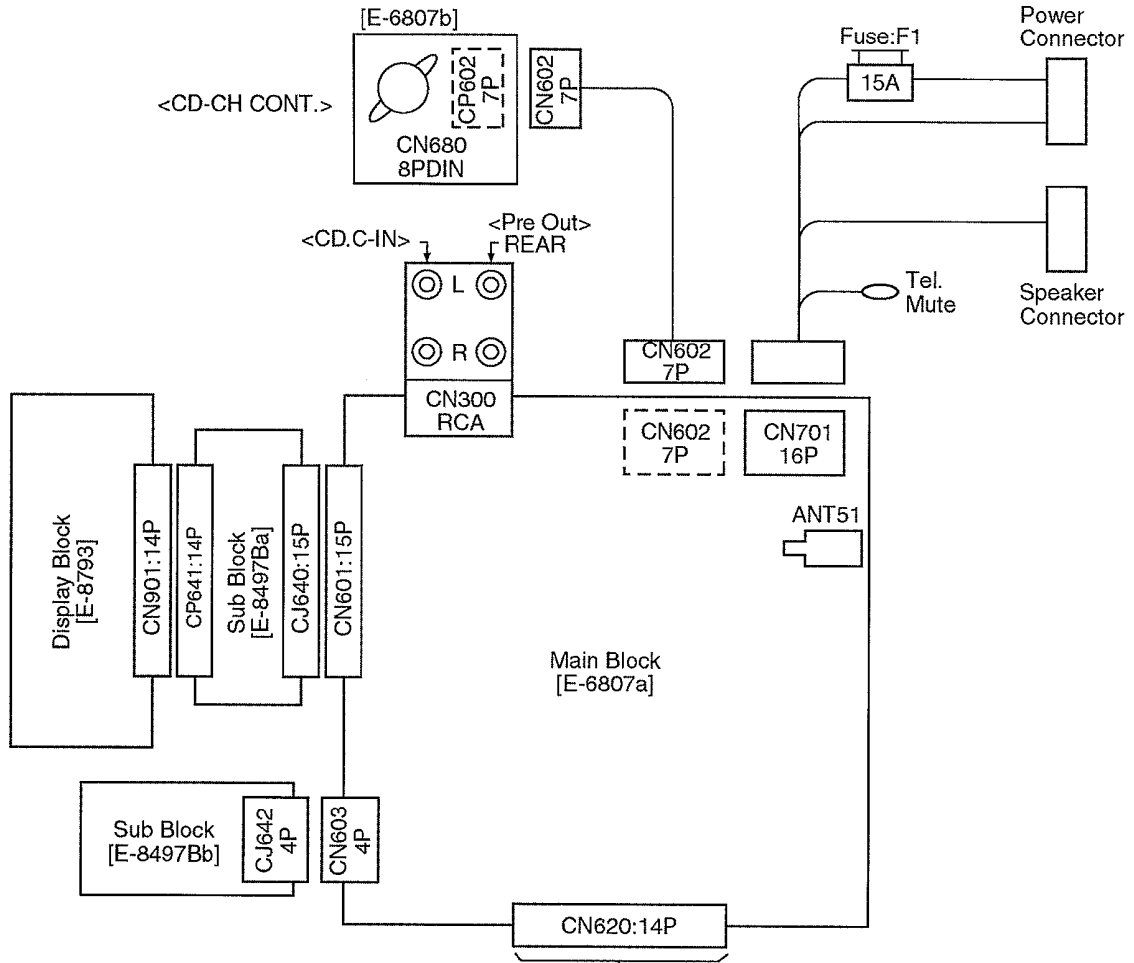 [E-6807b]
<CD-CH CONT.>
CP602
7P
CN680
8PDIN
CN602
7P
Fuse:F1
15A
Power
Connector
<CD.C-IN>
<Pre Out>
REAR
L
R
CN300
RCA
Tel.
Mute
Speaker
Connector
CN602
7P
CN602
7P
CN701
16P
ANT51
Display Block
[E-8793]
CN901:14P
CP641:14P
Sub Block
[E-8497Ba]
CJ640:15P
CN601:15P
Main Block
[E-6807a]
Sub Block
[E-8497Bb]
CJ642
4P
CN603
4P
CN620:14P